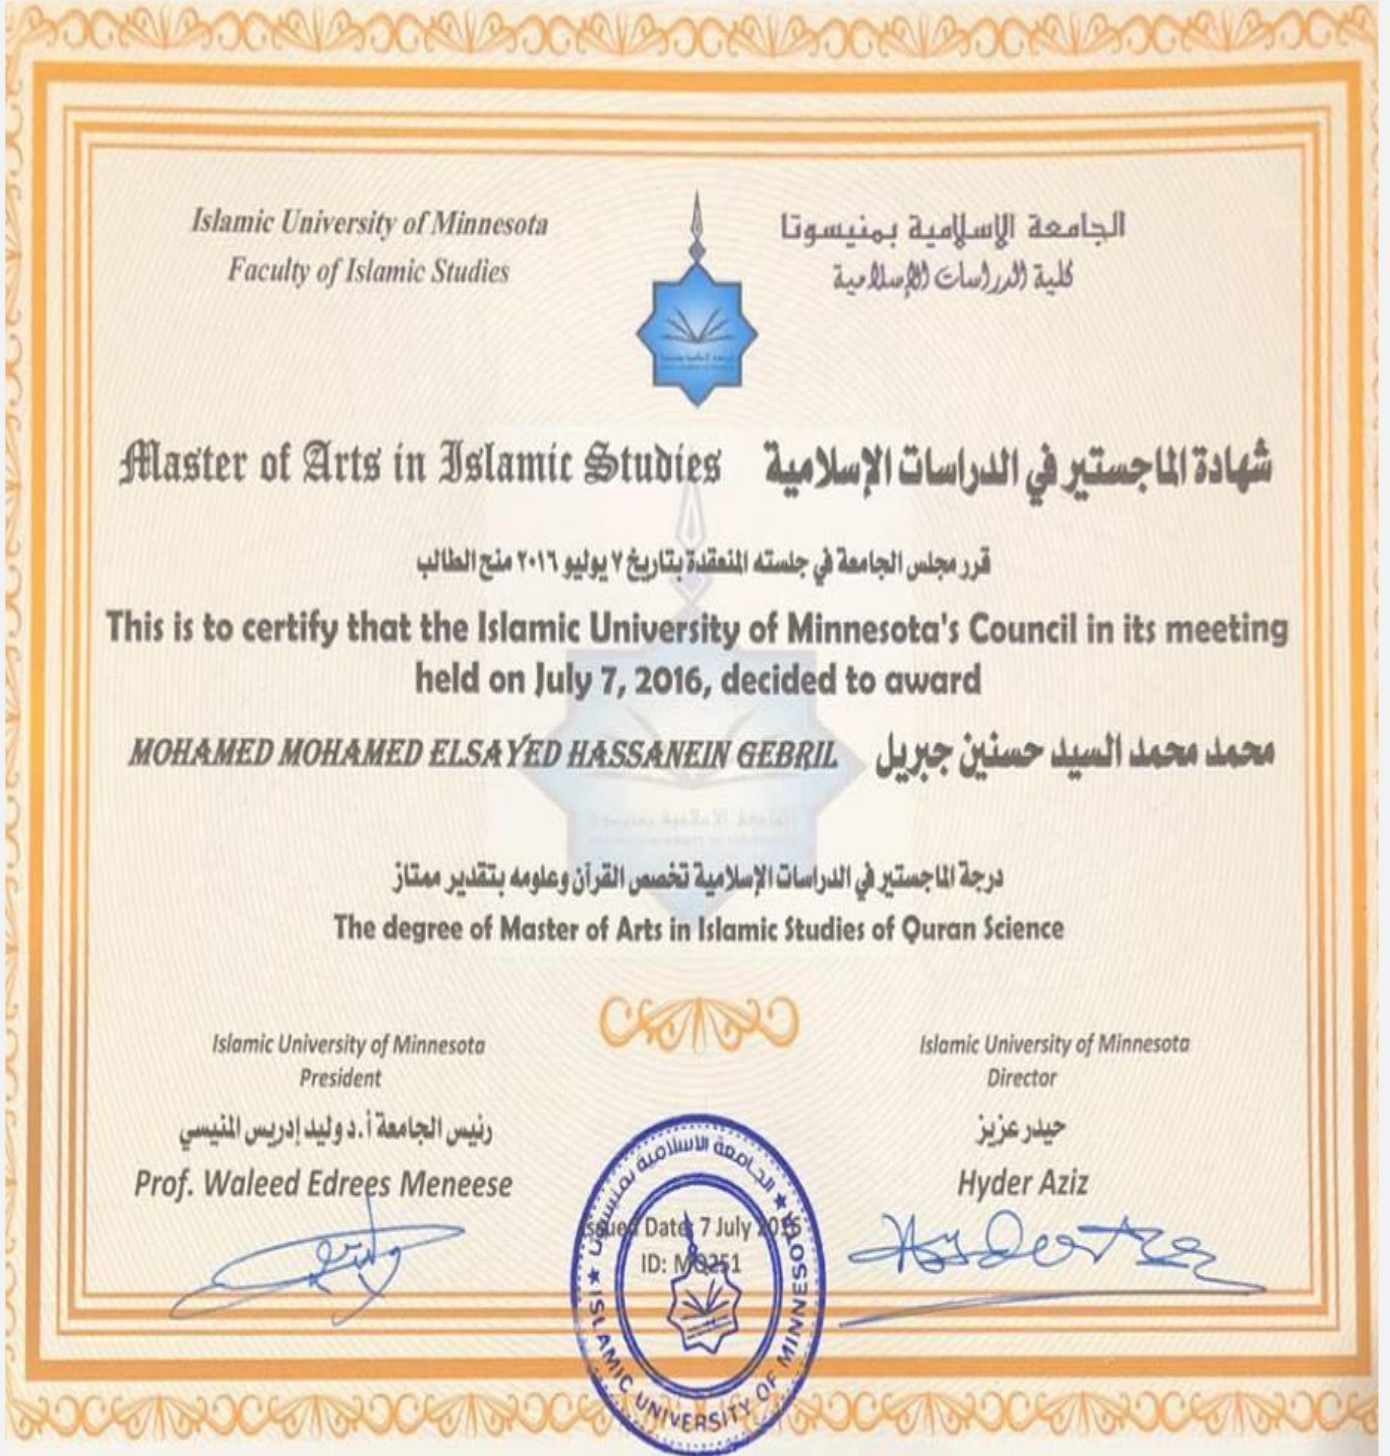 Islamic University of Minnesota
Faculty of Islamic Studies
الجامعة الإسلامية بمنيسوتا
كلية الدراسات الإسلامية
Master of Arts in Islamic Studies
شهادة الماجستير في الدراسات الإسلامية
قرر مجلس الجامعة في جلسته المنعقدة بتاريخ ٧ يوليو ٢٠١٦ منح الطالب
This is to certify that the Islamic University of Minnesota's Council in its meeting
held on July 7, 2016, decided to award
MOHAMED MOHAMED ELSAYED HASSANEIN GEBRIL
محمد محمد السيد حسنين جبريل
درجة الماجستير في الدراسات الإسلامية تخصص القرآن وعلومه بتقدير ممتاز
The degree of Master of Arts in Islamic Studies of Quran Science
Islamic University of Minnesota
President
رئيس الجامعة أ.د وليد إدريس المنيسي
Prof. Waleed Edrees Meneese
Islamic University of Minnesota
Director
حيدر عزيز
Hyder Aziz
Issued Date: 7 July 2016
ID: MQ251
الجامعة الاسلامية بمنيسوتا
ISLAMIC UNIVERSITY OF MINNESOTA